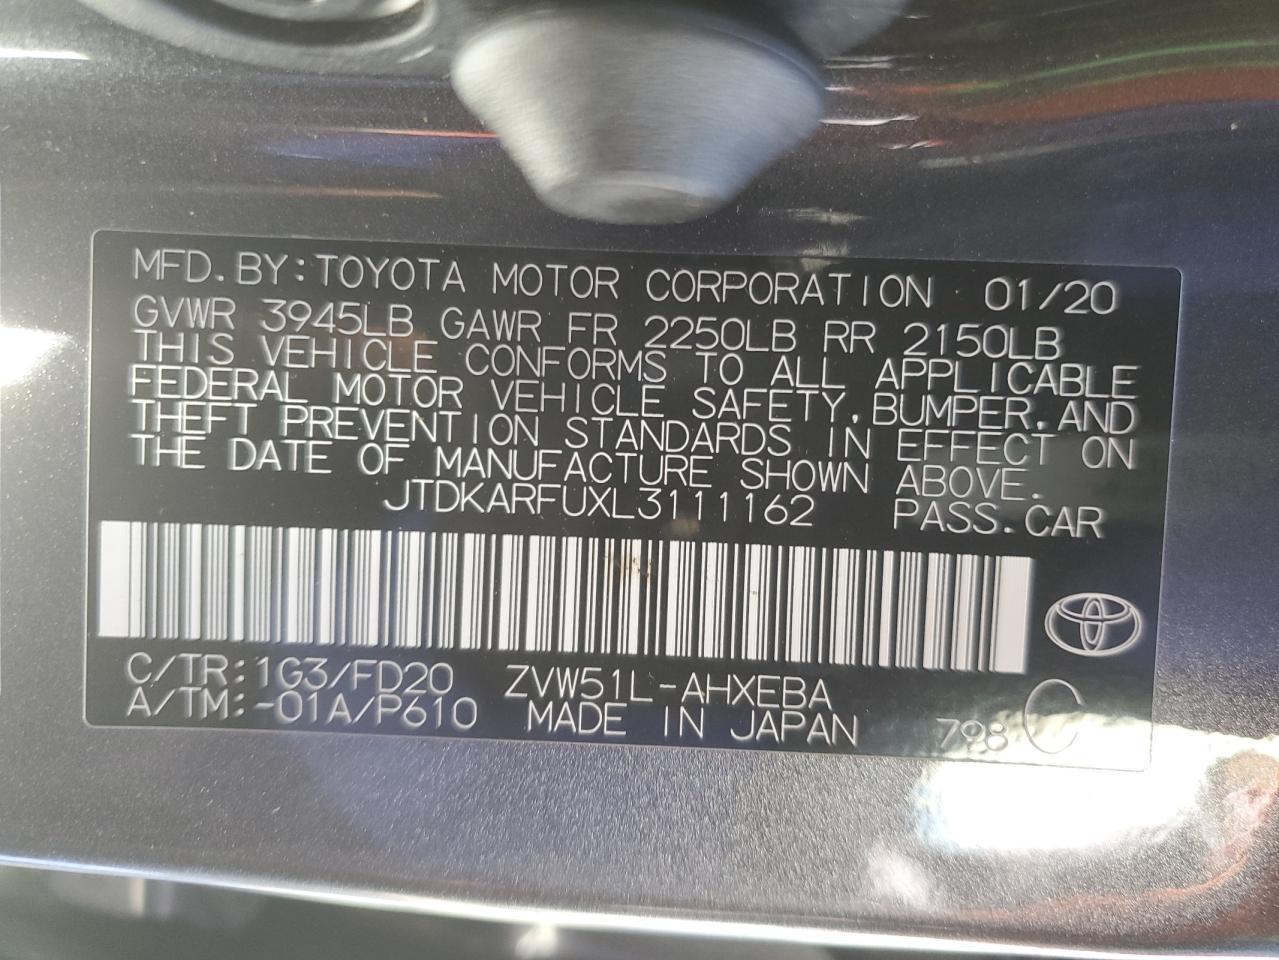 MFD.BY:TOYOTA MOTOR CORPORATION 01/20
GVWR 3945LB GAWR FR 2250LB RR 2150LB
THIS VEHICLE CONFORMS TO ALL APPLICABLE
FEDERAL MOTOR VEHICLE SAFETY,BUMPER,AND
THEFT PREVENTION STANDARDS IN EFFECT ON
THE DATE OF MANUFACTURE SHOWN ABOVE.
JTDKARFUXL3111162 PASS.CAR
C/TR:1G3/FD20 ZVW51L-AHXEBA
A/TM:-01A/P610 MADE IN JAPAN 798 C